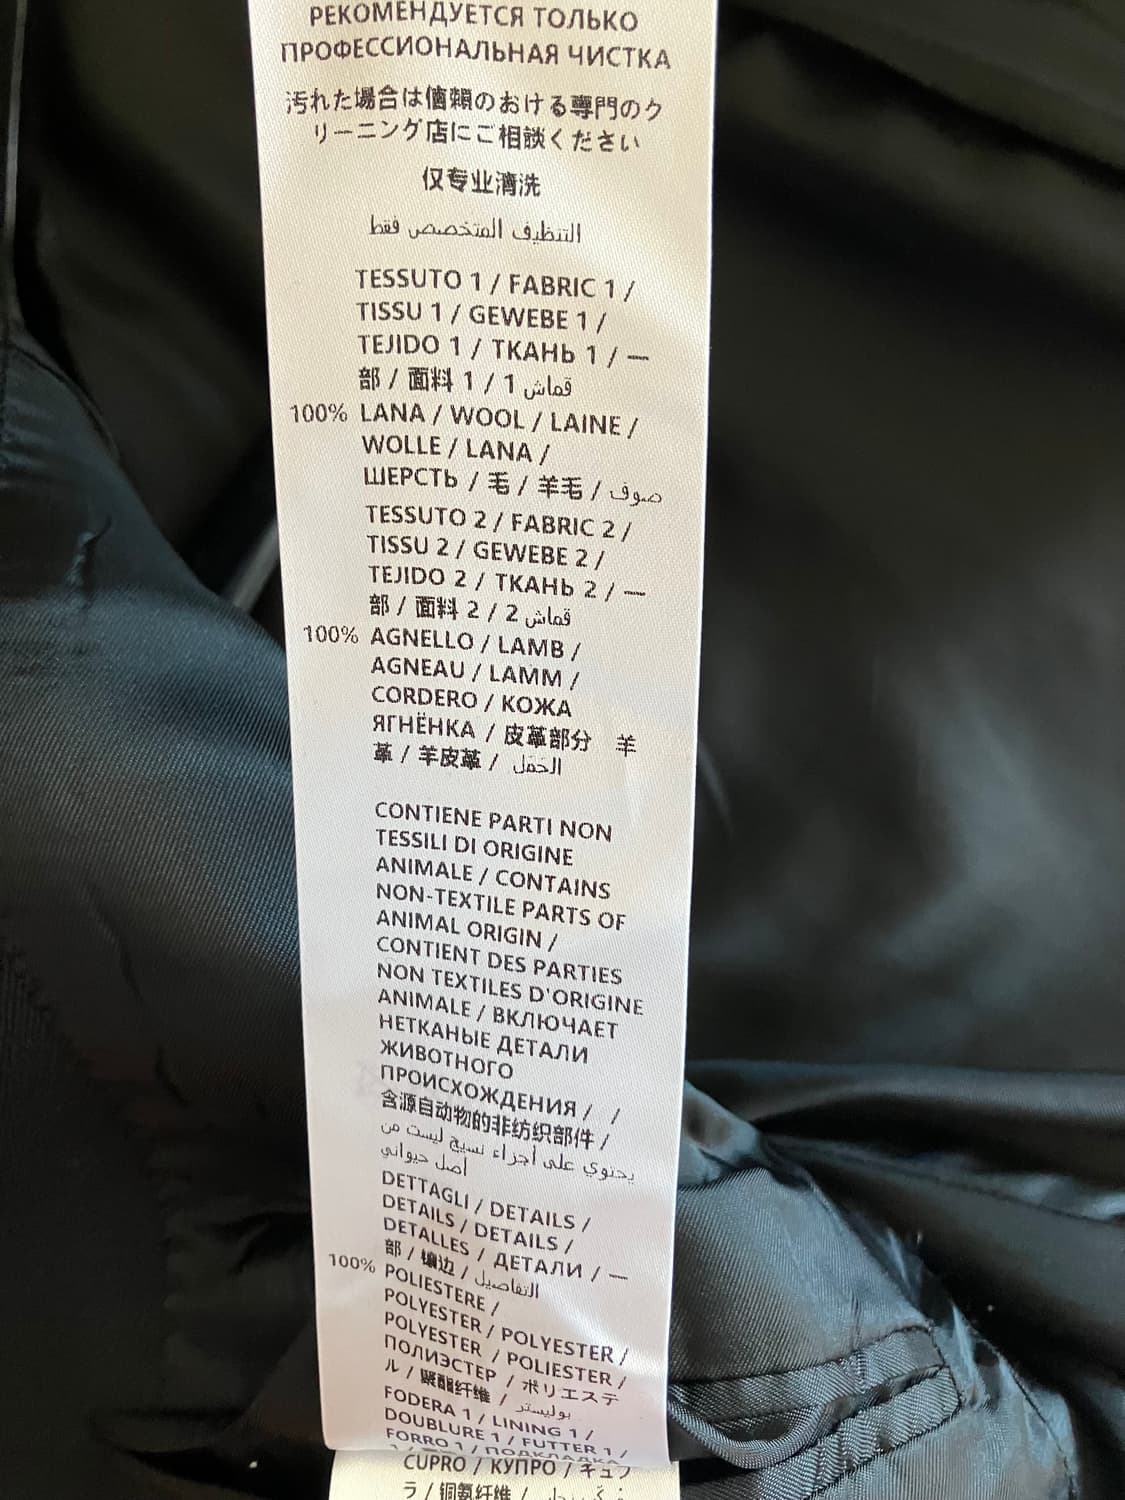 РЕКОМЕНДУЕТСЯ ТОЛЬКО
ПРОФЕССИОНАЛЬНАЯ ЧИСТКА
汚れた場合は信頼のおける専門のク
リーニング店にご相談ください
仅专业清洗
التنظيف المتخصص فقط
TESSUTO 1 / FABRIC 1 /
TISSU 1 / GEWEBE 1 /
TEJIDO 1 / ТКАНЬ 1 / 一
部 / 面料 1 / 1 قماش
100% LANA / WOOL / LAINE /
WOLLE / LANA /
ШЕРСТЬ / 毛 / 羊毛 / صوف
TESSUTO 2 / FABRIC 2 /
TISSU 2 / GEWEBE 2 /
TEJIDO 2 / ТКАНЬ 2 / 一
部 / 面料 2 / 2 قماش
100% AGNELLO / LAMB /
AGNEAU / LAMM /
CORDERO / КОЖА
ЯГНЁНКА / 皮革部分 羊
革 / 羊皮革 / الحَمَل
CONTIENE PARTI NON
TESSILI DI ORIGINE
ANIMALE / CONTAINS
NON-TEXTILE PARTS OF
ANIMAL ORIGIN /
CONTIENT DES PARTIES
NON TEXTILES D'ORIGINE
ANIMALE / ВКЛЮЧАЕТ
НЕТКАНЫЕ ДЕТАЛИ
ЖИВОТНОГО
ПРОИСХОЖДЕНИЯ / /
含源自动物的非纺织部件 /
يحتوي على أجزاء نسيج ليست من
أصل حيواني
DETTAGLI / DETAILS /
DETAILS / DETAILS /
DETALLES / ДЕТАЛИ / 一
部 / 镶边 / التفاصيل
100% POLIESTERE /
POLYESTER / POLYESTER /
POLYESTER / POLIESTER /
ПОЛИЭСТЕР / ポリエステ
ル / 聚酯纤维 / بوليستر
FODERA 1 / LINING 1 /
DOUBLURE 1 / FUTTER 1 /
FORRO 1 / ПОДКЛАДКА
CUPRO / КУПРО / キュプ
ラ / 铜氨纤维 /